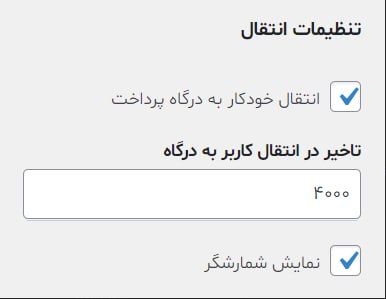 تنظیمات انتقال
انتقال خودکار به درگاه پرداخت
تاخیر در انتقال کاربر به درگاه
۴۰۰۰
نمایش شمارشگر